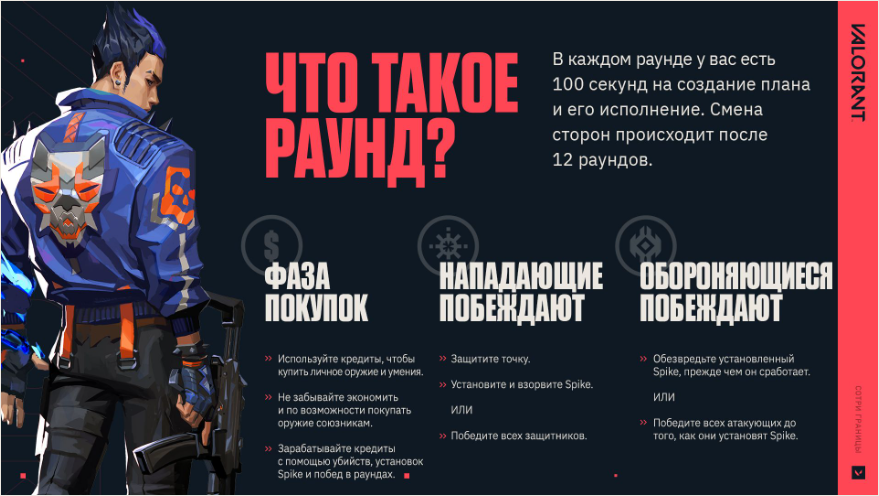 ЧТО ТАКОЕ
РАУНД?
В каждом раунде у вас есть
100 секунд на создание плана
и его исполнение. Смена
сторон происходит после
12 раундов.
$
ФАЗА
ПОКУПОК
» Используйте кредиты, чтобы
купить личное оружие и умения.
» Не забывайте экономить
и по возможности покупать
оружие союзникам.
» Зарабатывайте кредиты
с помощью убийств, установок
Spike и побед в раундах.
НАПАДАЮЩИЕ
ПОБЕЖДАЮТ
» Защитите точку.
» Установите и взорвите Spike.
ИЛИ
» Победите всех защитников.
ОБОРОНЯЮЩИЕСЯ
ПОБЕЖДАЮТ
» Обезвредьте установленный
Spike, прежде чем он сработает.
ИЛИ
» Победите всех атакующих до
того, как они установят Spike.
VALORANT
СОТРИ ГРАНИЦЫ